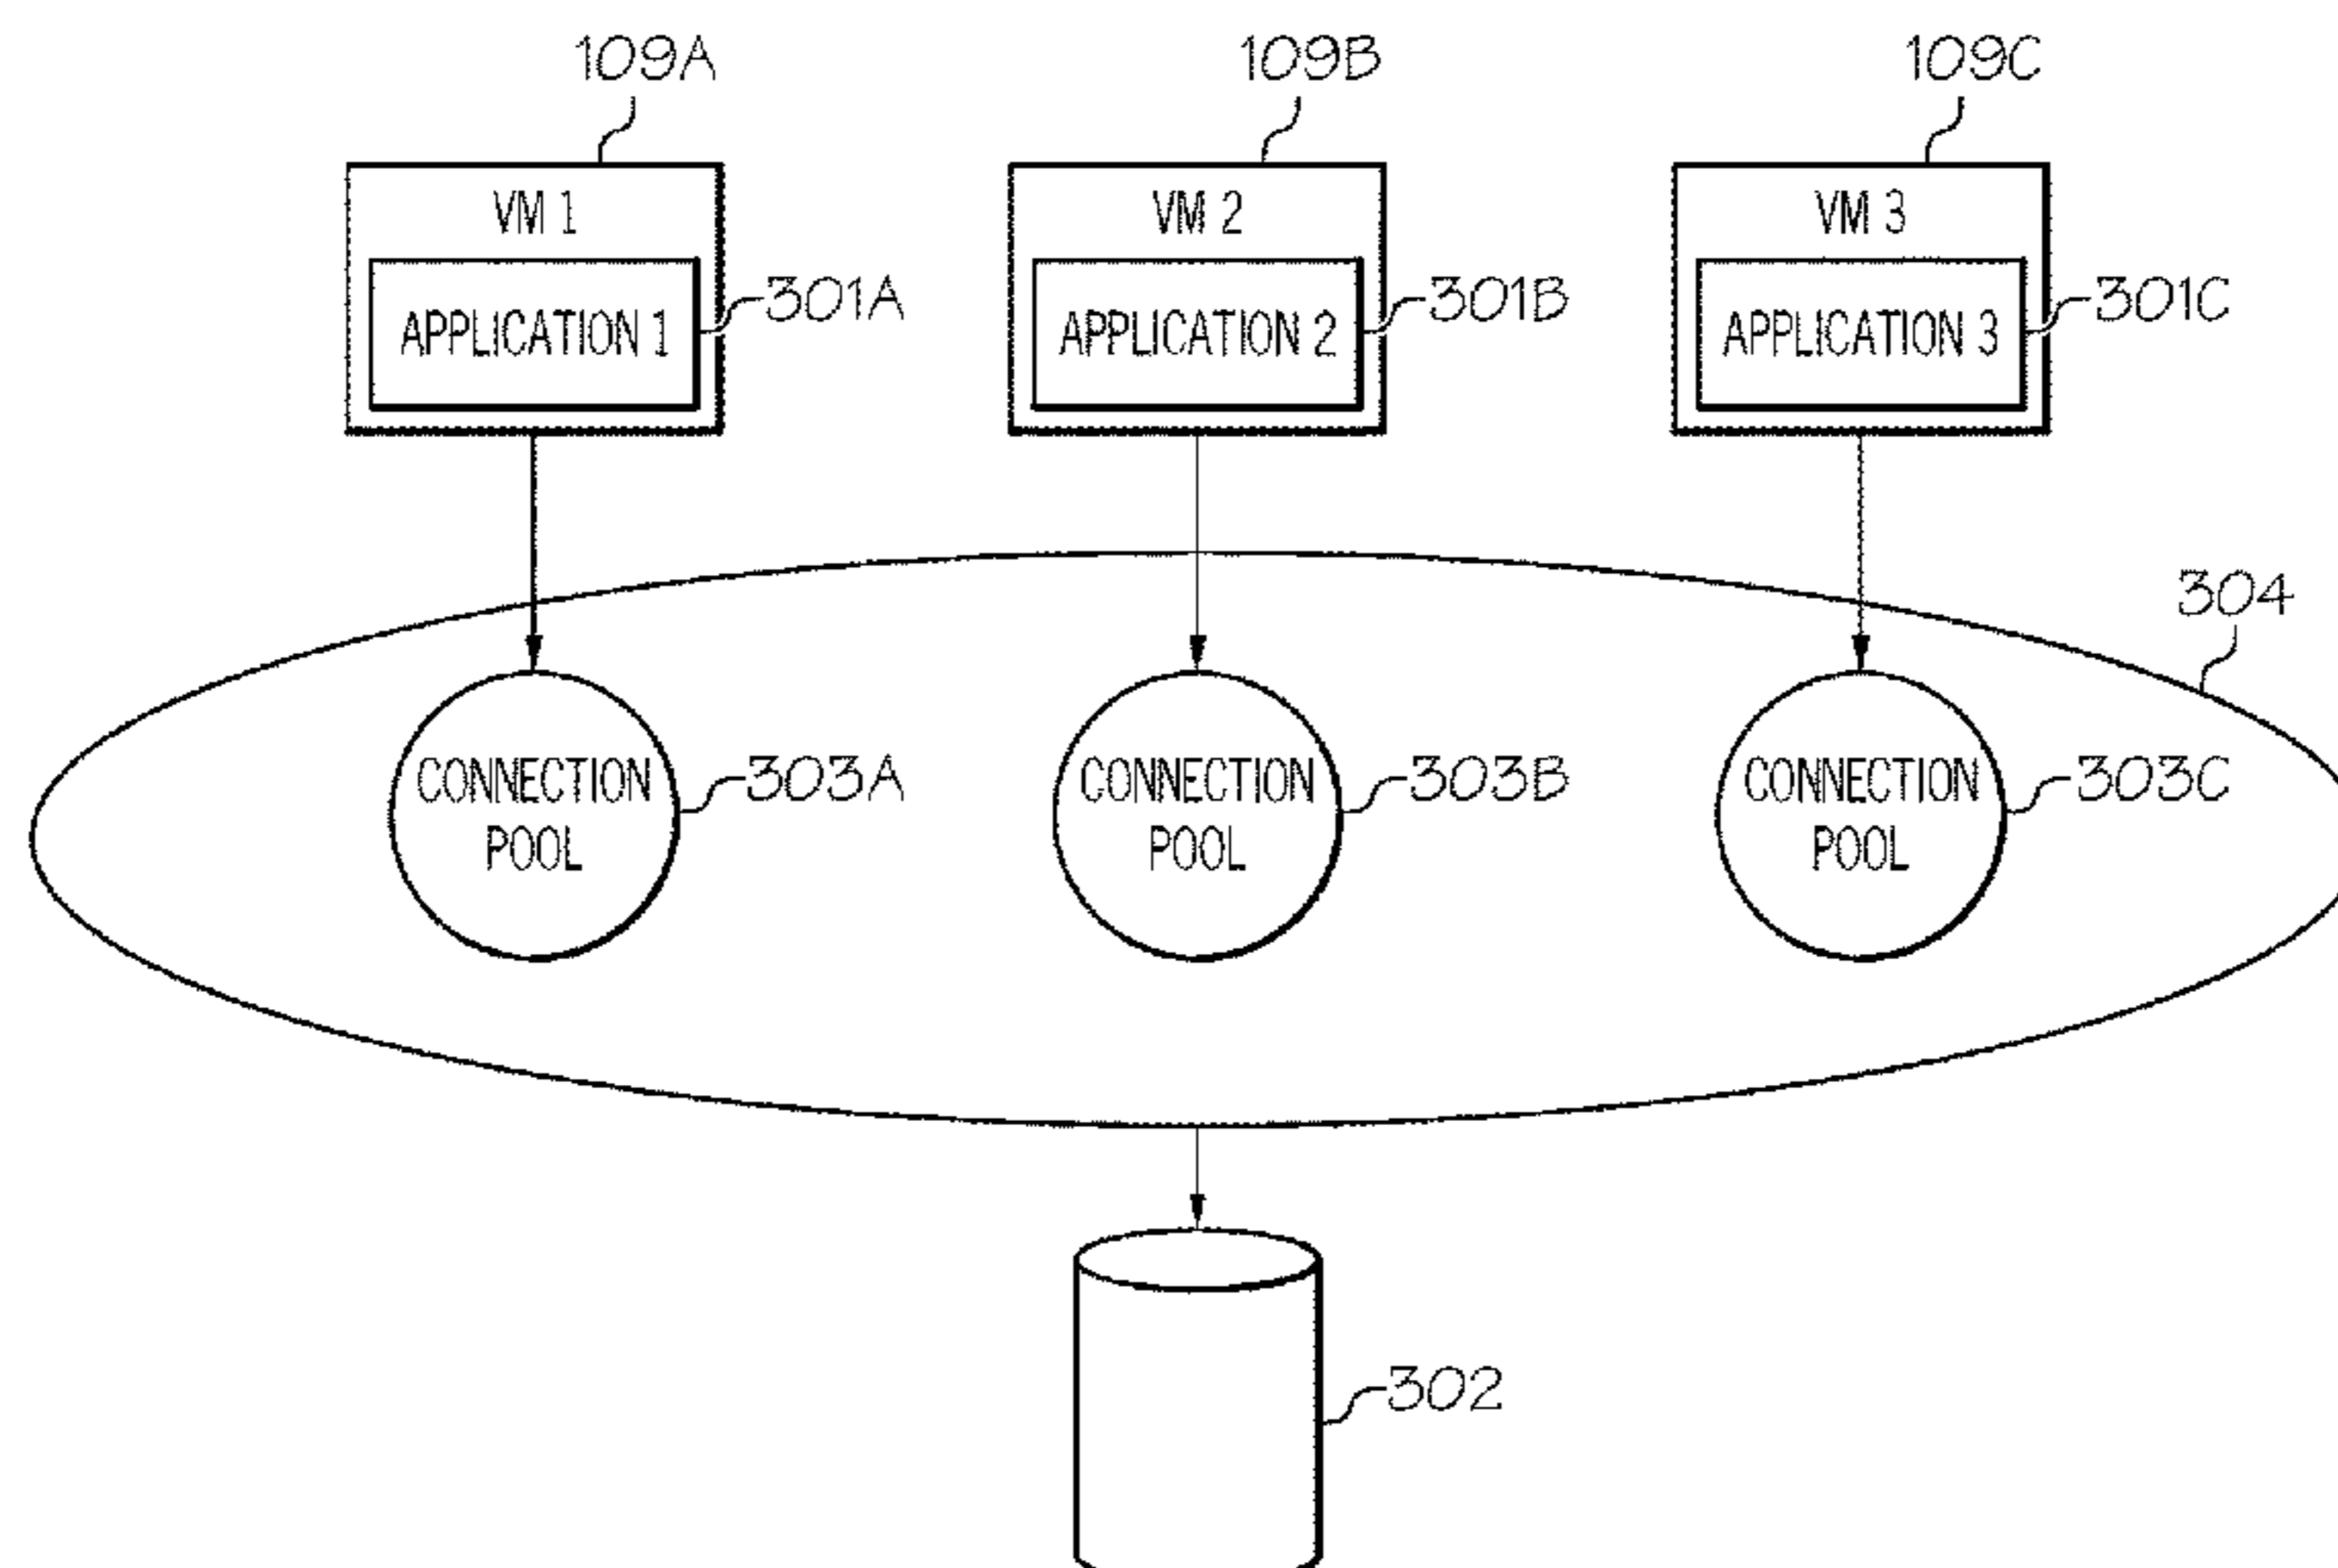 109A
109B
109C
VM 1
VM 2
VM 3
APPLICATION 1
301A
APPLICATION 2
301B
APPLICATION 3
301C
304
CONNECTION
POOL
303A
CONNECTION
POOL
303B
CONNECTION
POOL
303C
302